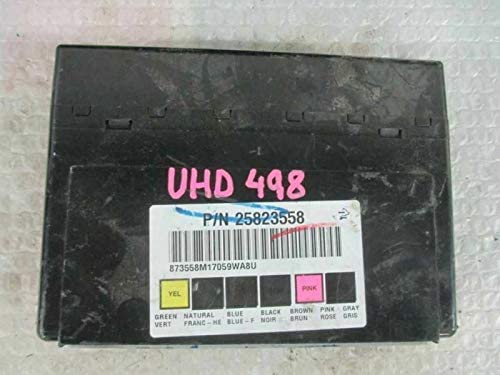 UHD 498
P/N 25823558
873558M17059WA8U
YEL PINK
GREEN NATURAL BLUE BLACK BROWN PINK GRAY
VERT FRANC-HE BLUE-F NOIR BRUN ROSE GRIS